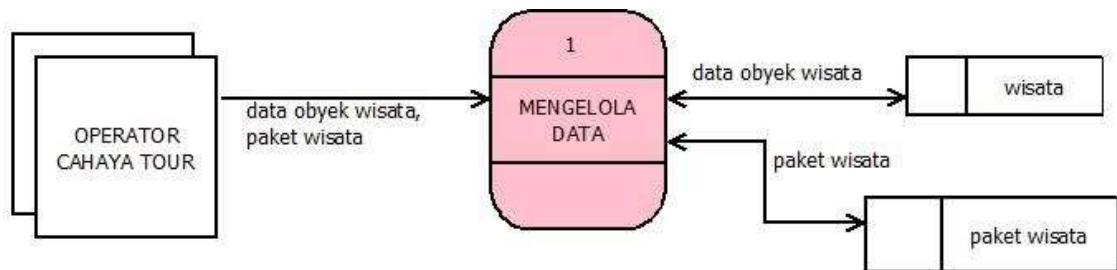 OPERATOR
CAHAYA TOUR
data obyek wisata,
paket wisata
1
MENGELOLA
DATA
data obyek wisata
wisata
paket wisata
paket wisata